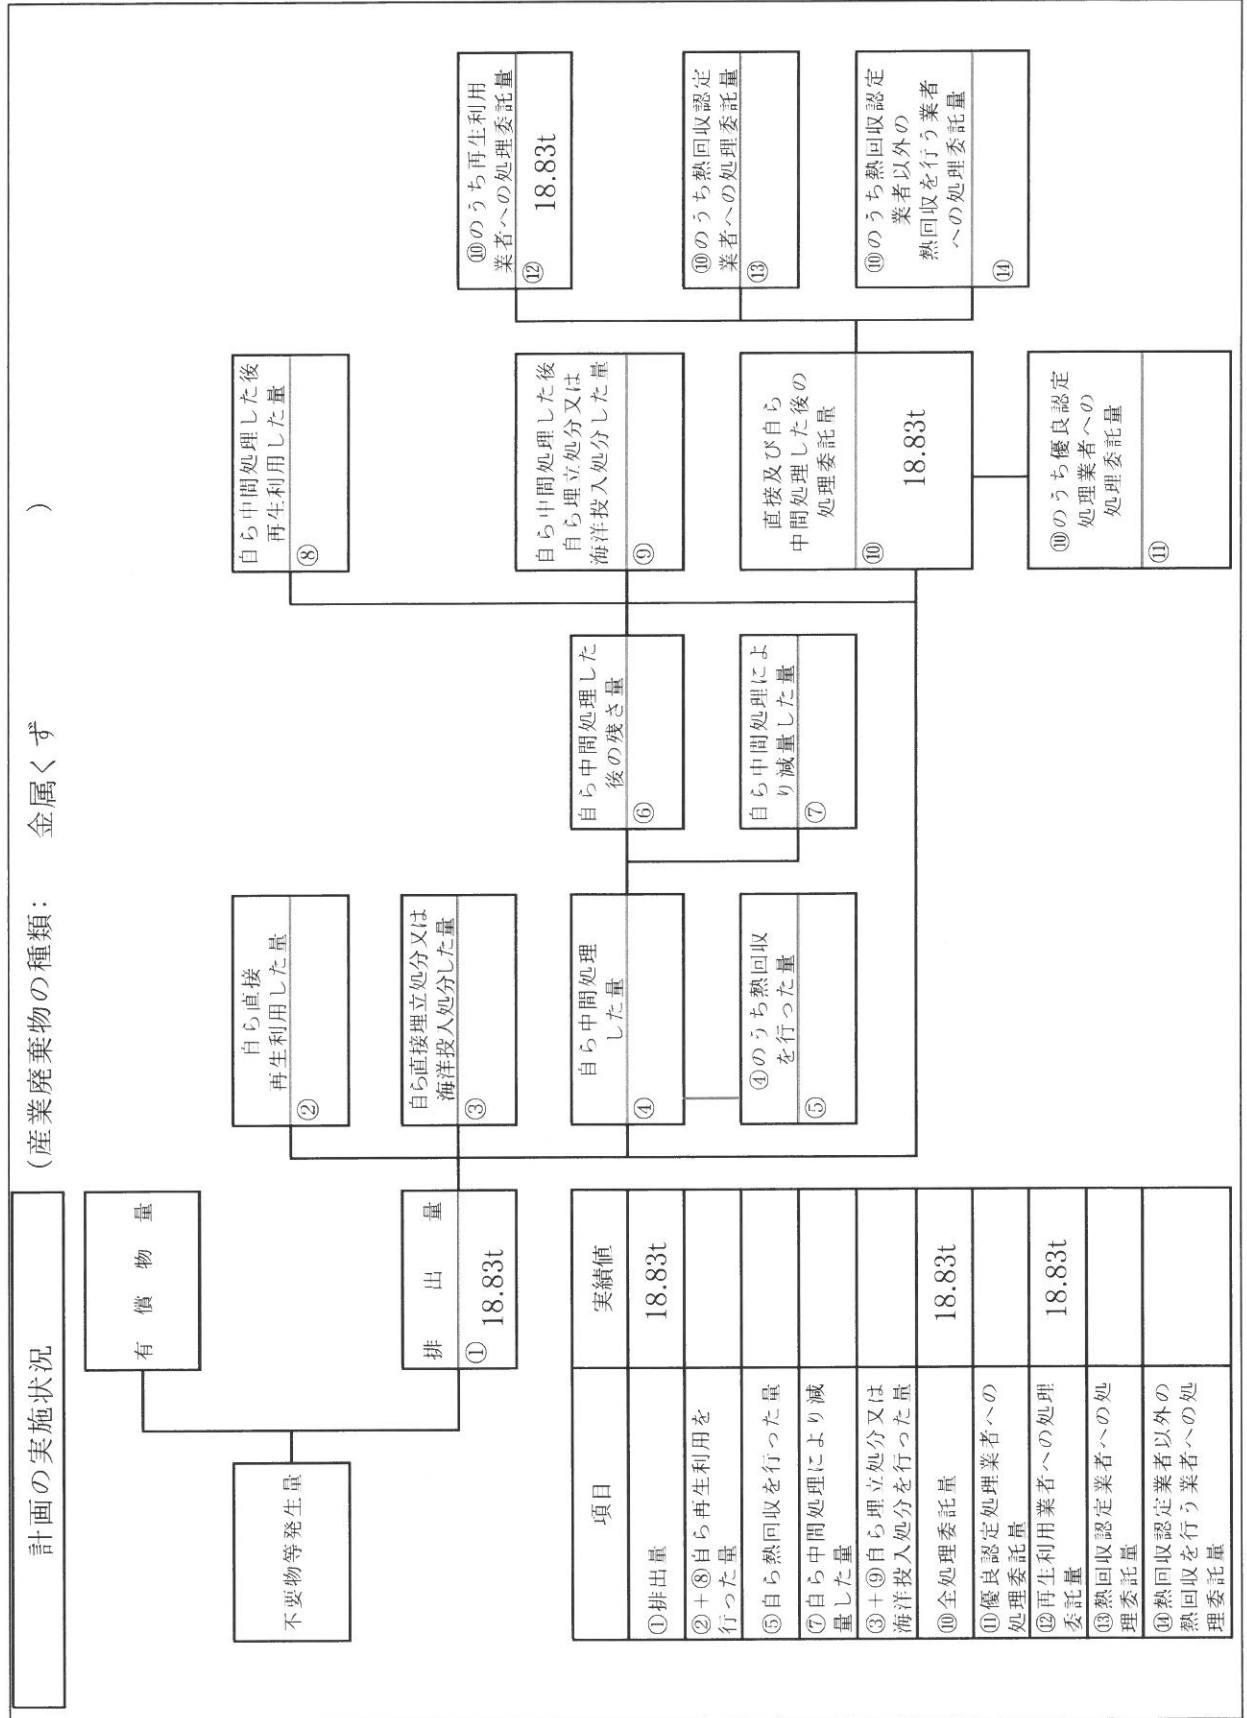 計画の実施状況
（産業廃棄物の種類： 金属くず ）
不要物等発生量
有償物量
排出量
①
18.83t
自ら直接
再生利用した量
②
自ら直接埋立処分又は
海洋投入処分した量
③
自ら中間処理
した量
④
④のうち熱回収
を行った量
⑤
自ら中間処理した
後の残さ量
⑥
自ら中間処理によ
り減量した量
⑦
自ら中間処理した後
再生利用した量
⑧
自ら中間処理した後
自ら埋立処分又は
海洋投入処分した量
⑨
直接及び自ら
中間処理した後の
処理委託量
⑩
18.83t
⑩のうち優良認定
処理業者への
処理委託量
⑪
⑩のうち再生利用
業者への処理委託量
⑫
18.83t
⑩のうち熱回収認定
業者への処理委託量
⑬
⑩のうち熱回収認定
業者以外の
熱回収を行う業者
への処理委託量
⑭
項目 実績値
①排出量 18.83t
②＋⑧自ら再生利用を
行った量
⑤自ら熱回収を行った量
⑦自ら中間処理により減
量した量
③＋⑨自ら埋立処分又は
海洋投入処分を行った量
⑩全処理委託量 18.83t
⑪優良認定処理業者への
処理委託量
⑫再生利用業者への処理
委託量 18.83t
⑬熱回収認定業者への処
理委託量
⑭熱回収認定業者以外の
熱回収を行う業者への処
理委託量